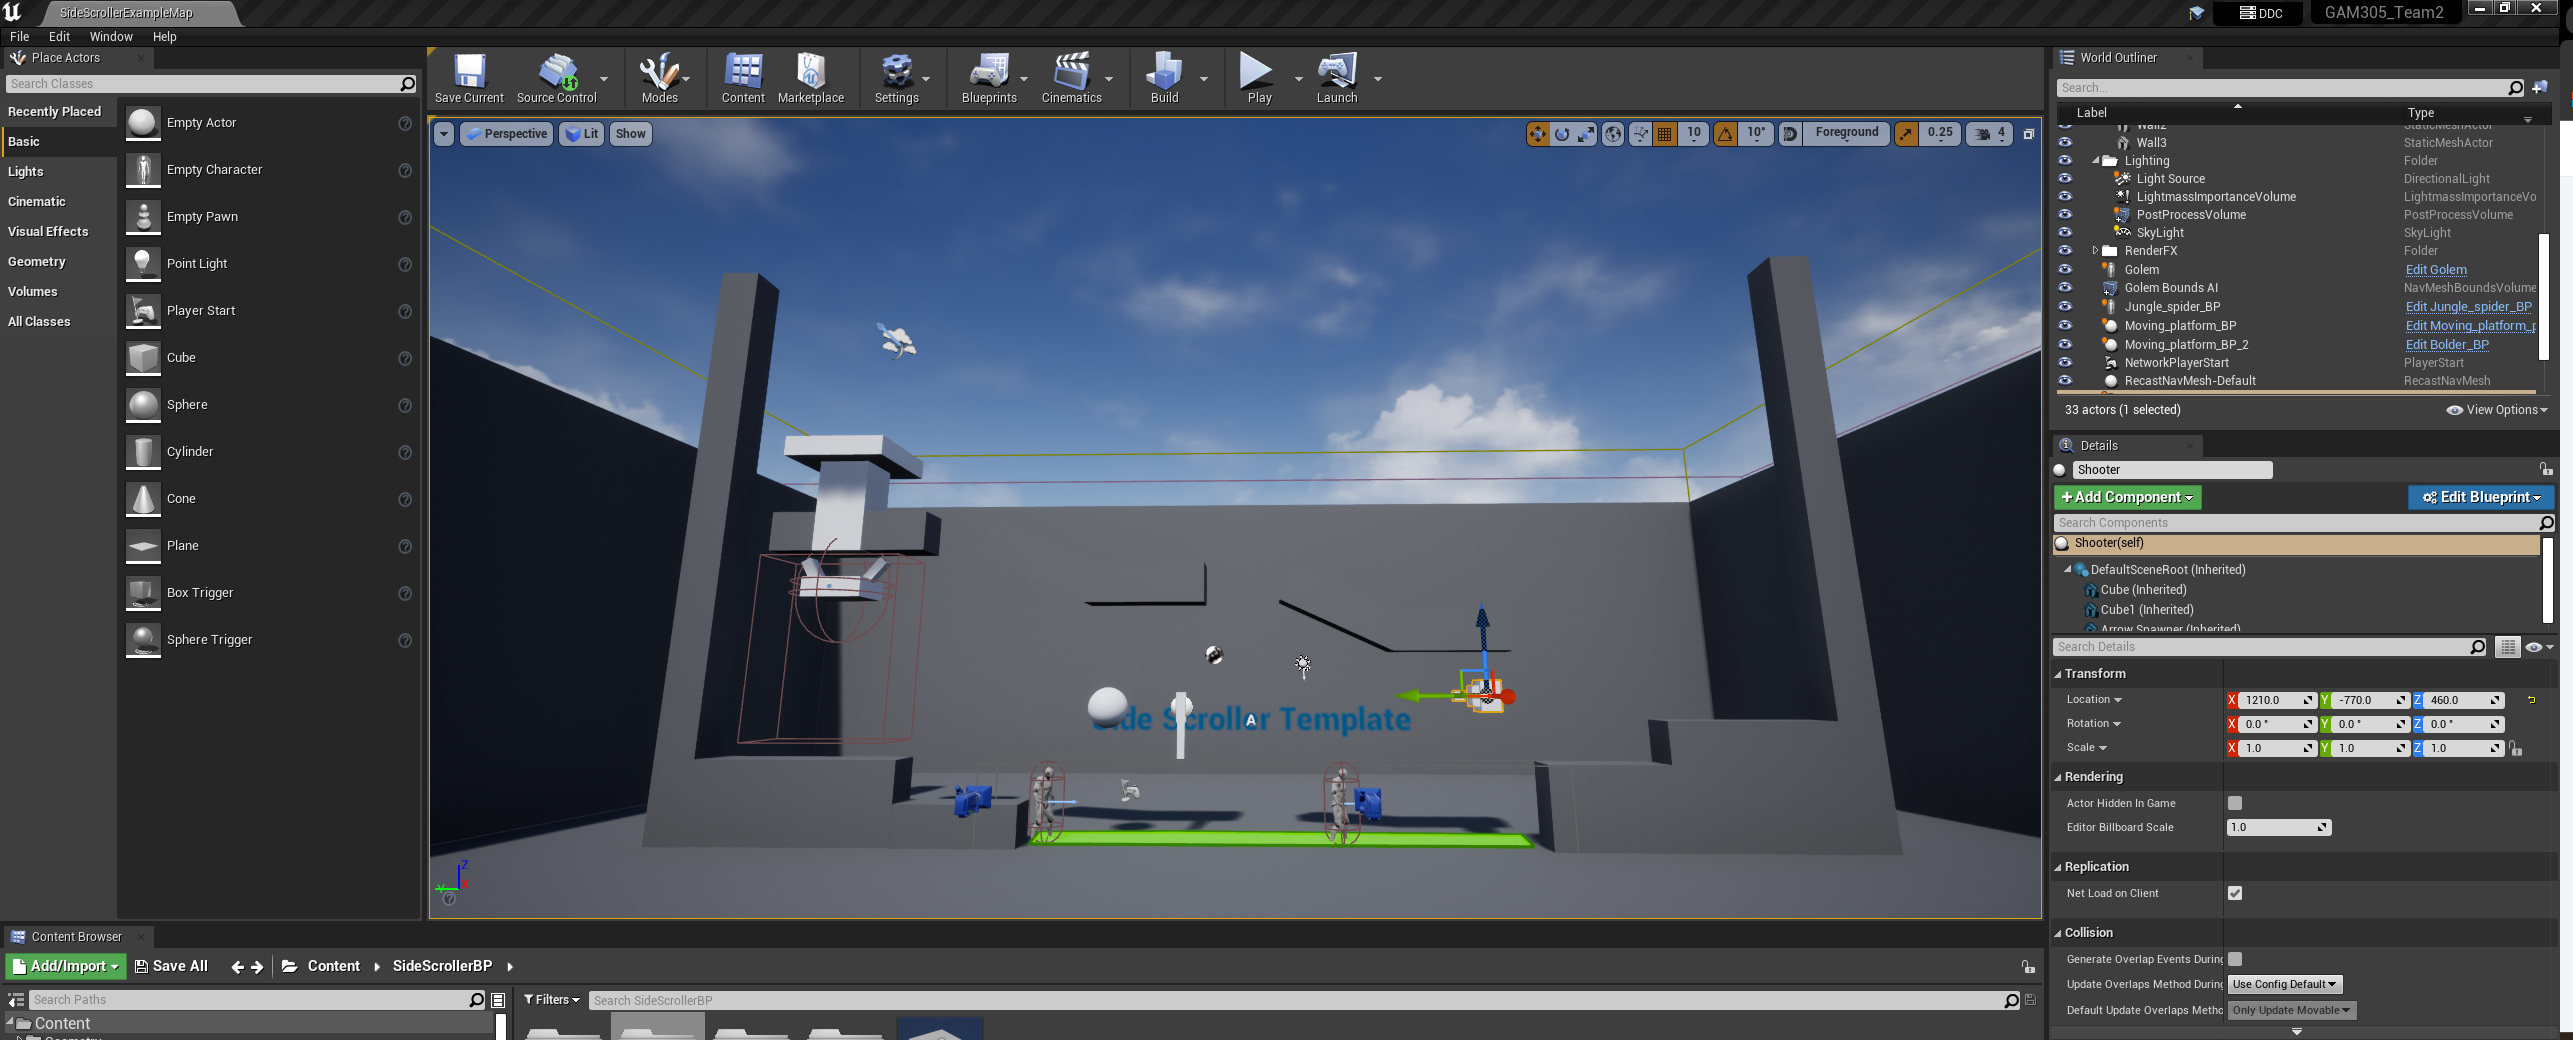 SideScrollerExampleMap
DDC
GAM305_Team2
File Edit Window Help
Place Actors
Search Classes
Recently Placed
Basic
Lights
Cinematic
Visual Effects
Geometry
Volumes
All Classes
Empty Actor
Empty Character
Empty Pawn
Point Light
Player Start
Cube
Sphere
Cylinder
Cone
Plane
Box Trigger
Sphere Trigger
Save Current
Source Control
Modes
Content
Marketplace
Settings
Blueprints
Cinematics
Build
Play
Launch
Perspective
Lit
Show
10
10°
Foreground
0.25
4
Side Scroller Template
A
Z
Y
X
World Outliner
Search...
Label Type
Wall2 StaticMeshActor
Wall3 StaticMeshActor
Lighting Folder
Light Source DirectionalLight
LightmassImportanceVolume LightmassImportanceVo
PostProcessVolume PostProcessVolume
SkyLight SkyLight
RenderFX Folder
Golem Edit Golem
Golem Bounds AI NavMeshBoundsVolume
Jungle_spider_BP Edit Jungle_spider_BP
Moving_platform_BP Edit Moving_platform_p
Moving_platform_BP_2 Edit Bolder_BP
NetworkPlayerStart PlayerStart
RecastNavMesh-Default RecastNavMesh
33 actors (1 selected)
View Options
Details
Shooter
+Add Component
Edit Blueprint
Search Components
Shooter(self)
DefaultSceneRoot (Inherited)
Cube (Inherited)
Cube1 (Inherited)
Arrow Spawner (Inherited)
Search Details
Transform
Location X 1210.0 Y -770.0 Z 460.0
Rotation X 0.0 ° Y 0.0 ° Z 0.0 °
Scale X 1.0 Y 1.0 Z 1.0
Rendering
Actor Hidden In Game
Editor Billboard Scale 1.0
Replication
Net Load on Client
Collision
Generate Overlap Events During
Update Overlaps Method During Use Config Default
Default Update Overlaps Metho Only Update Movable
Content Browser
Add/Import
Save All
Content
SideScrollerBP
Search Paths
Filters
Search SideScrollerBP
Content
Geometry